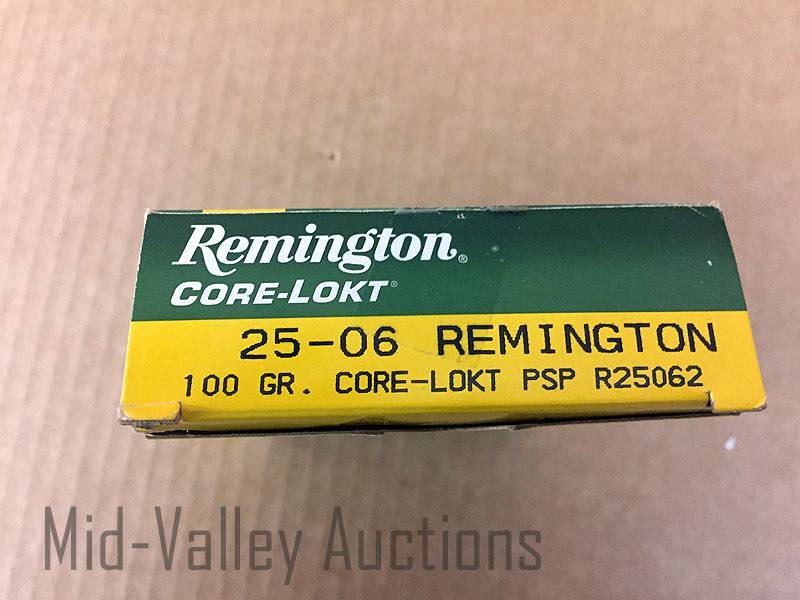 Remington®
CORE-LOKT®
25-06 REMINGTON
100 GR. CORE-LOKT PSP R25062
Mid-Valley Auctions